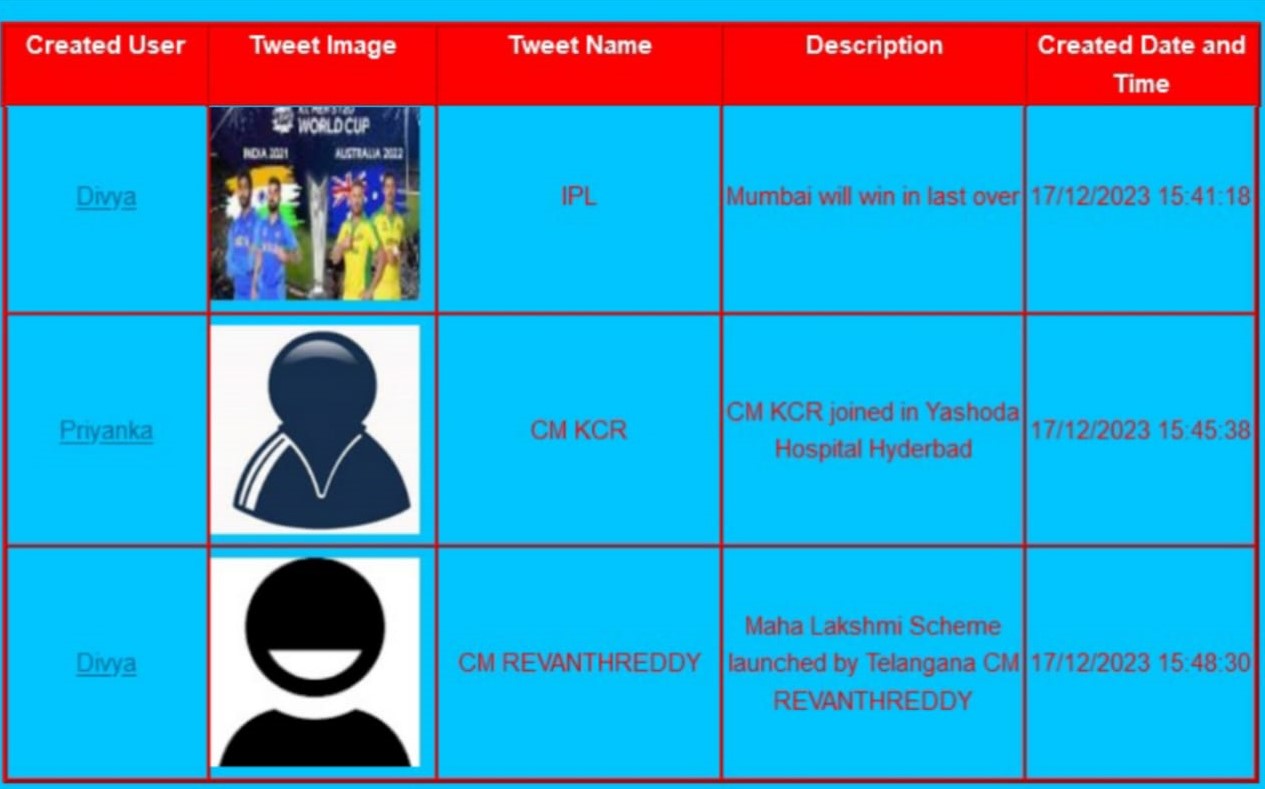 Created User Tweet Image Tweet Name Description Created Date and
Time
WORLD CUP
INDIA 2021 AUSTRALIA 2022
Divya IPL Mumbai will win in last over 17/12/2023 15:41:18
Priyanka CM KCR CM KCR joined in Yashoda
Hospital Hyderbad 17/12/2023 15:45:38
Divya CM REVANTHREDDY Maha Lakshmi Scheme
launched by Telangana CM 17/12/2023 15:48:30
REVANTHREDDY